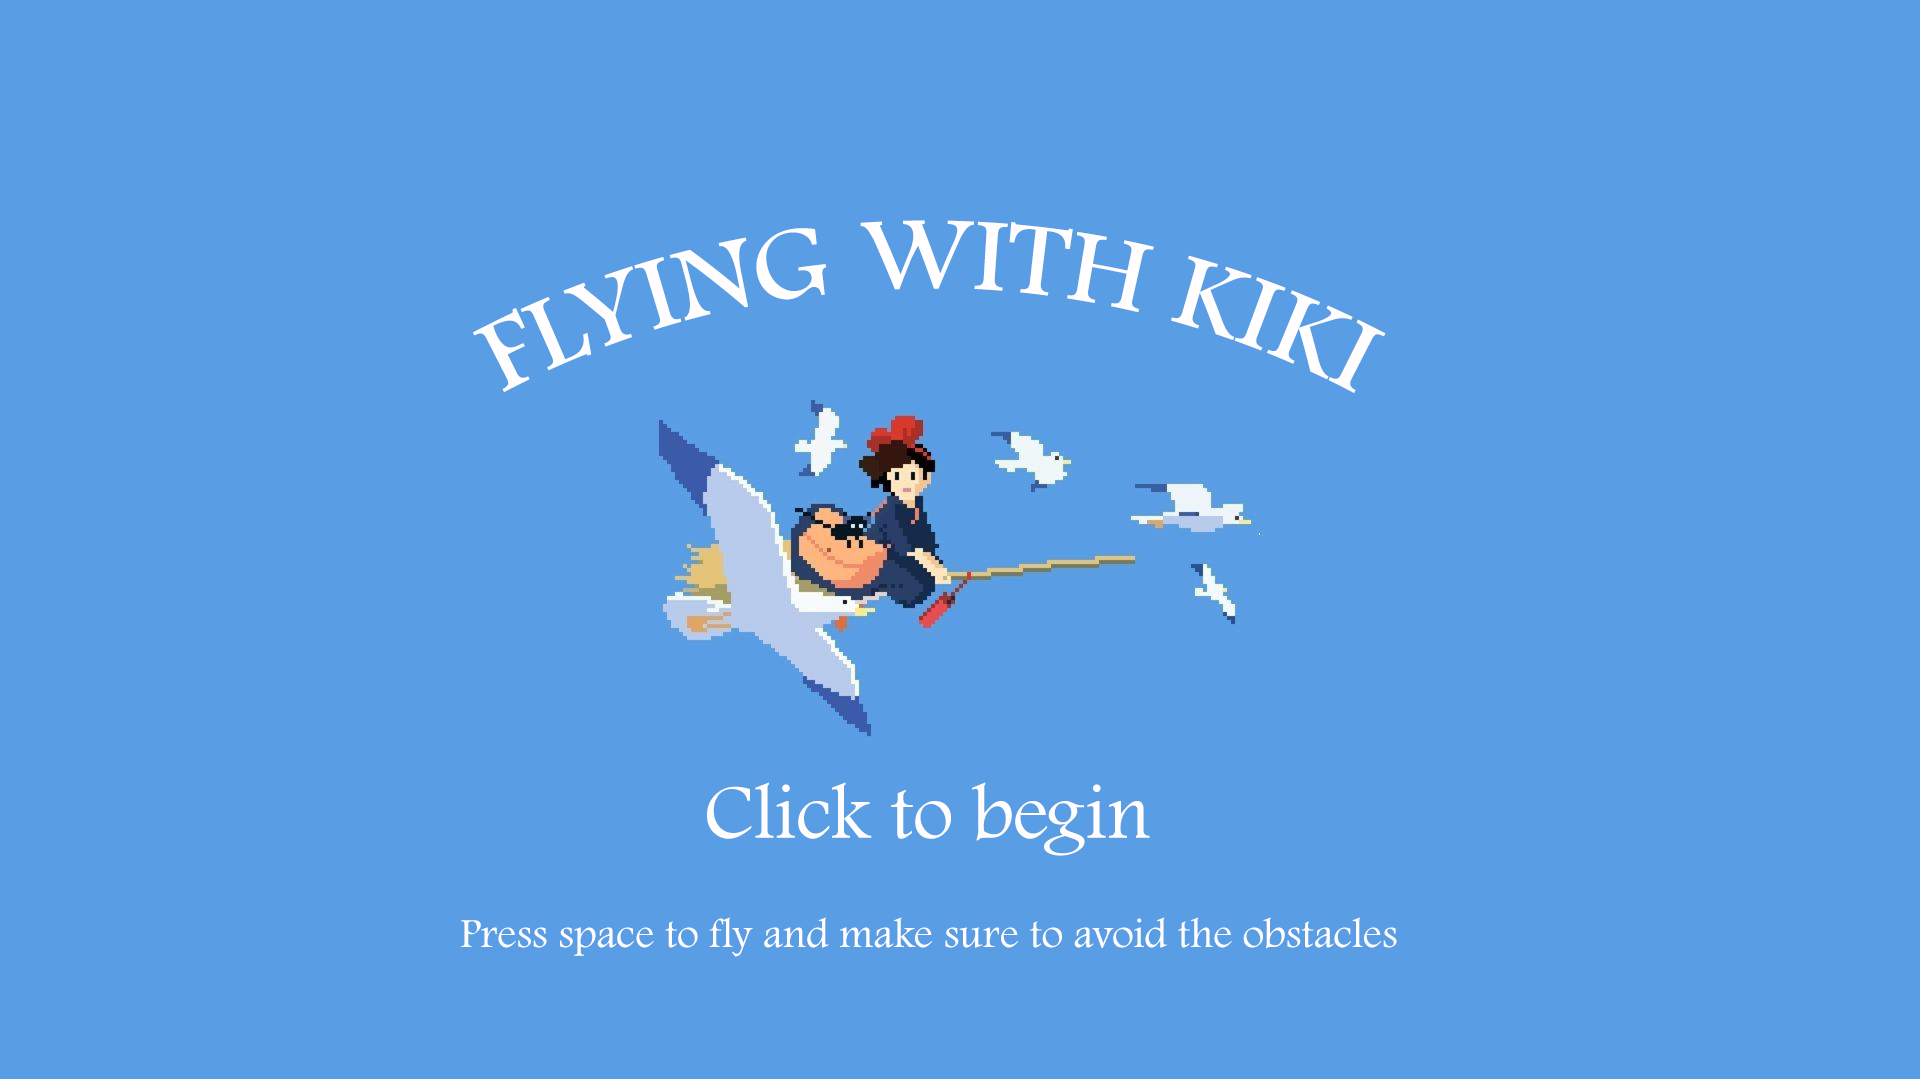 FLYING WITH KIKI
Click to begin
Press space to fly and make sure to avoid the obstacles